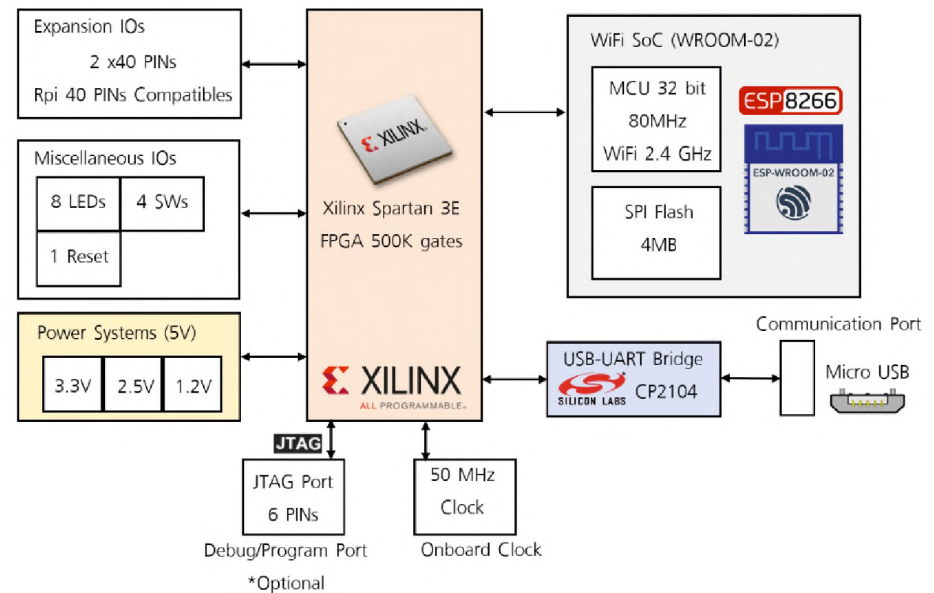 Expansion IOs
2 x40 PINs
Rpi 40 PINs Compatibles
Miscellaneous IOs
8 LEDs
4 SWs
1 Reset
Power Systems (5V)
3.3V
2.5V
1.2V
XILINX
Xilinx Spartan 3E
FPGA 500K gates
XILINX
ALL PROGRAMMABLE™
WiFi SoC (WROOM-02)
MCU 32 bit
80MHz
WiFi 2.4 GHz
SPI Flash
4MB
ESP8266
ESP-WROOM-02
USB-UART Bridge
SILICON LABS
CP2104
Communication Port
Micro USB
JTAG
JTAG Port
6 PINs
Debug/Program Port
*Optional
50 MHz
Clock
Onboard Clock